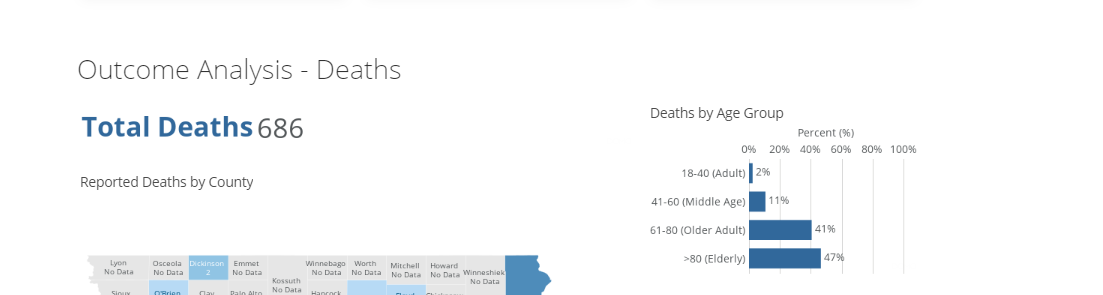 Outcome Analysis - Deaths
Total Deaths 686
Reported Deaths by County
Deaths by Age Group
Percent (%)
0% 20% 40% 60% 80% 100%
18-40 (Adult) 2%
41-60 (Middle Age) 11%
61-80 (Older Adult) 41%
>80 (Elderly) 47%
Lyon
No Data
Osceola
No Data
Dickinson
2
Emmet
No Data
Kossuth
No Data
Winnebago
No Data
Worth
No Data
Mitchell
No Data
Howard
No Data
Winneshiek
No Data
Sioux
O'Brien
Clay
Palo Alto
Hancock
Floyd